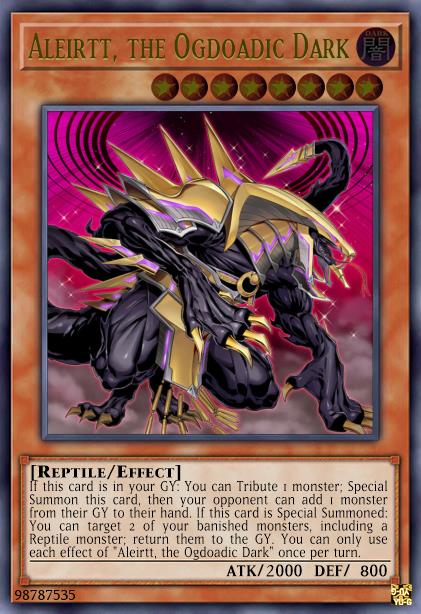 Aleirtt, the Ogdoadic Dark
DARK
闇
[Reptile/Effect]
If this card is in your GY: You can Tribute 1 monster; Special
Summon this card, then your opponent can add 1 monster
from their GY to their hand. If this card is Special Summoned:
You can target 2 of your banished monsters, including a
Reptile monster; return them to the GY. You can only use
each effect of "Aleirtt, the Ogdoadic Dark" once per turn.
ATK/2000 DEF/ 800
98787535